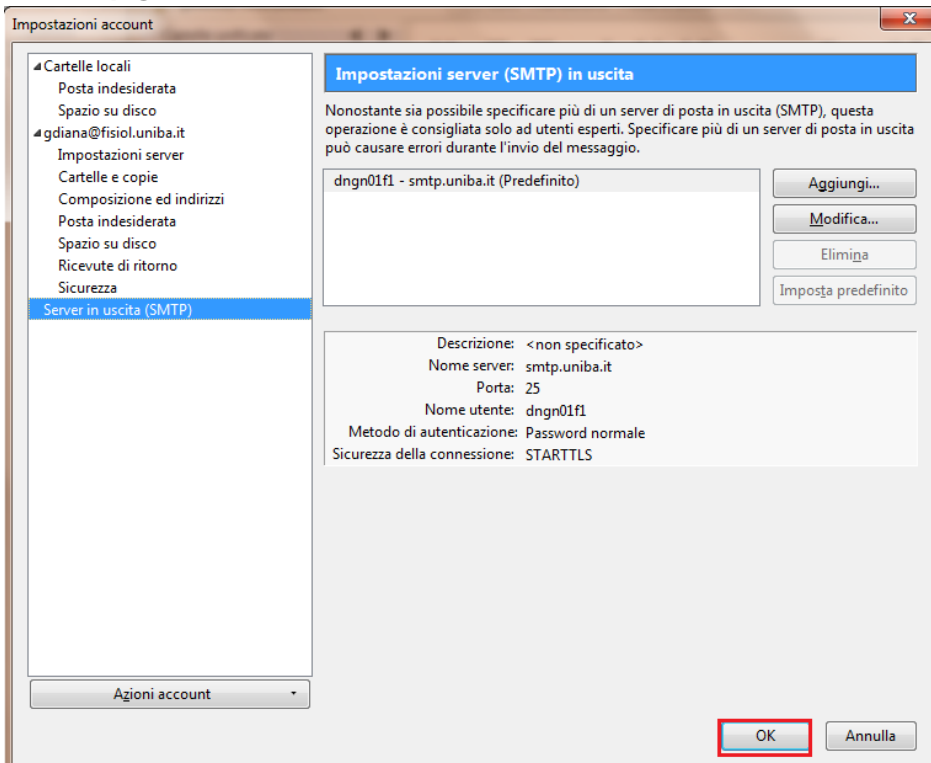 Impostazioni account
Cartelle locali
Posta indesiderata
Spazio su disco
gdiana@fisiol.uniba.it
Impostazioni server
Cartelle e copie
Composizione ed indirizzi
Posta indesiderata
Spazio su disco
Ricevute di ritorno
Sicurezza
Server in uscita (SMTP)
Azioni account
Impostazioni server (SMTP) in uscita
Nonostante sia possibile specificare più di un server di posta in uscita (SMTP), questa
operazione è consigliata solo ad utenti esperti. Specificare più di un server di posta in uscita
può causare errori durante l'invio del messaggio.
dngn01f1 - smtp.uniba.it (Predefinito)
Aggiungi...
Modifica...
Elimina
Imposta predefinito
Descrizione: <non specificato>
Nome server: smtp.uniba.it
Porta: 25
Nome utente: dngn01f1
Metodo di autenticazione: Password normale
Sicurezza della connessione: STARTTLS
OK
Annulla